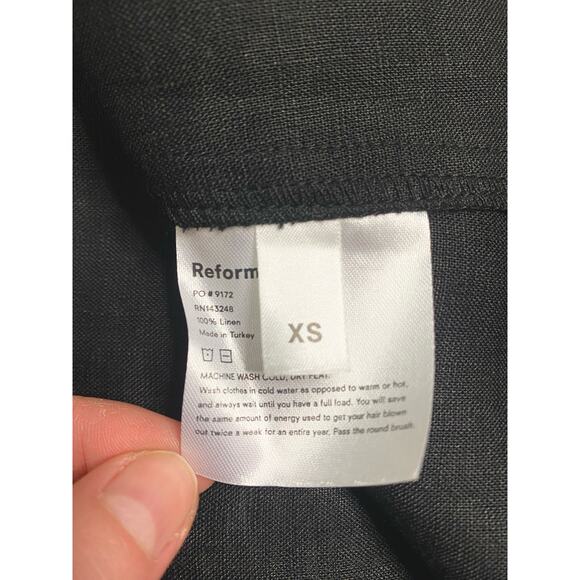 Reform
PO # 9172
RN143248
100% Linen
Made in Turkey
XS
MACHINE WASH COLD, DRY FLAT.
Wash clothes in cold water as opposed to warm or hot,
and always wait until you have a full load. You will save
the same amount of energy used to get your hair blown
out twice a week for an entire year. Pass the round brush.